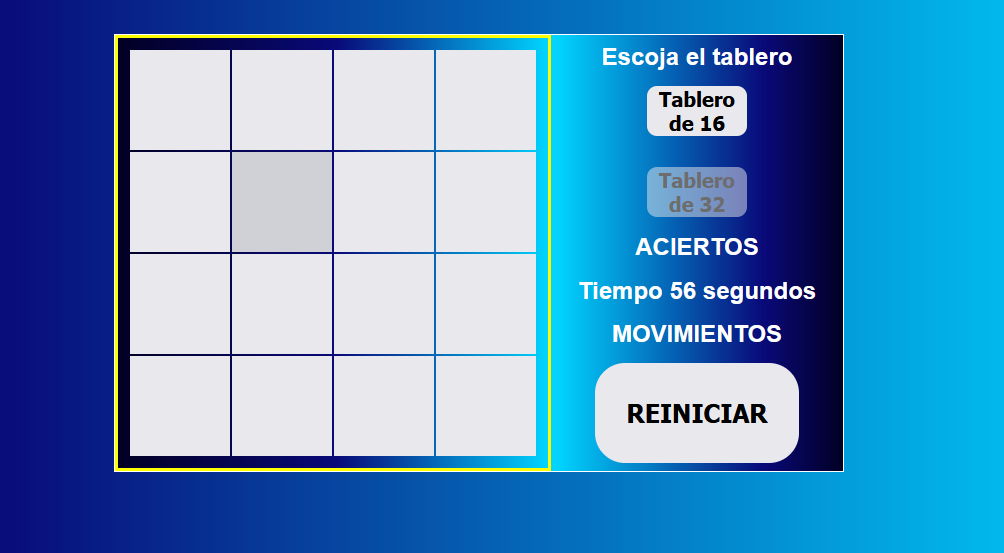 Escoja el tablero
Tablero
de 16
Tablero
de 32
ACIERTOS
Tiempo 56 segundos
MOVIMIENTOS
REINICIAR